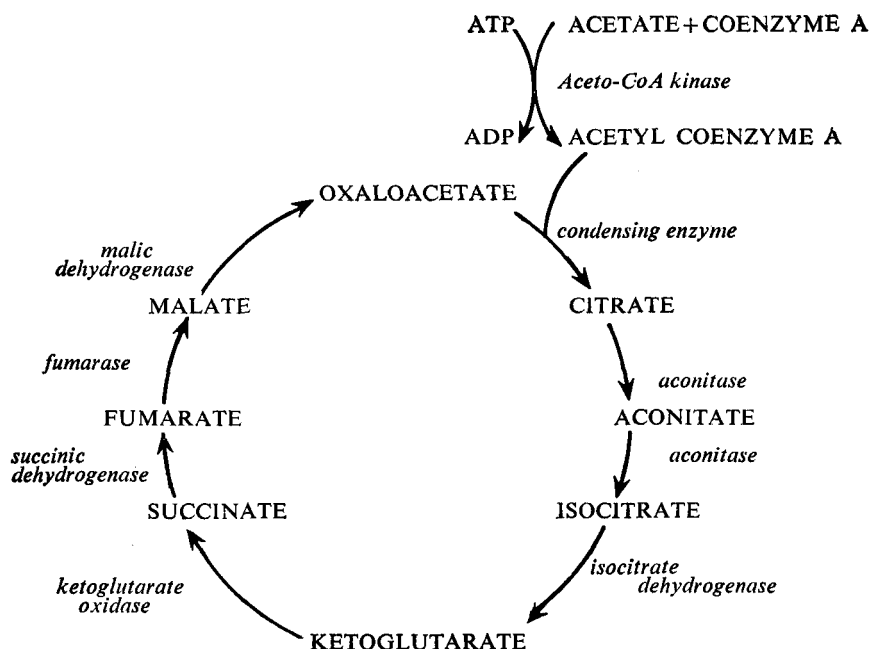 ATP ACETATE+COENZYME A
Aceto-CoA kinase
ADP ACETYL COENZYME A
OXALOACETATE
condensing enzyme
malic
dehydrogenase
MALATE
CITRATE
fumarase
aconitase
FUMARATE
ACONITATE
succinic
dehydrogenase
aconitase
SUCCINATE
ISOCITRATE
ketoglutarate
oxidase
isocitrate
dehydrogenase
KETOGLUTARATE